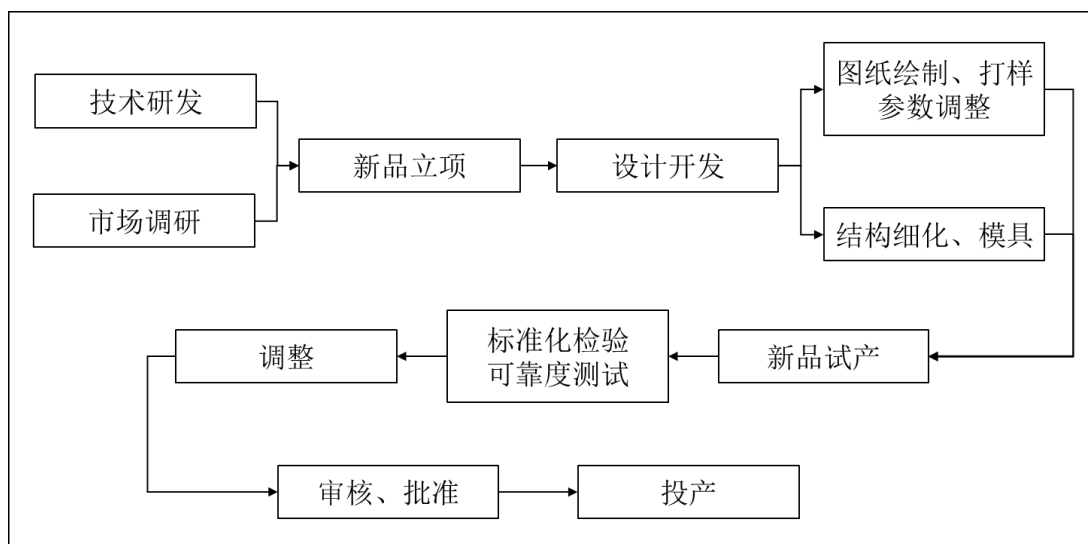 技术研发
市场调研
新品立项
设计开发
图纸绘制、打样
参数调整
结构细化、模具
新品试产
标准化检验
可靠度测试
调整
审核、批准
投产